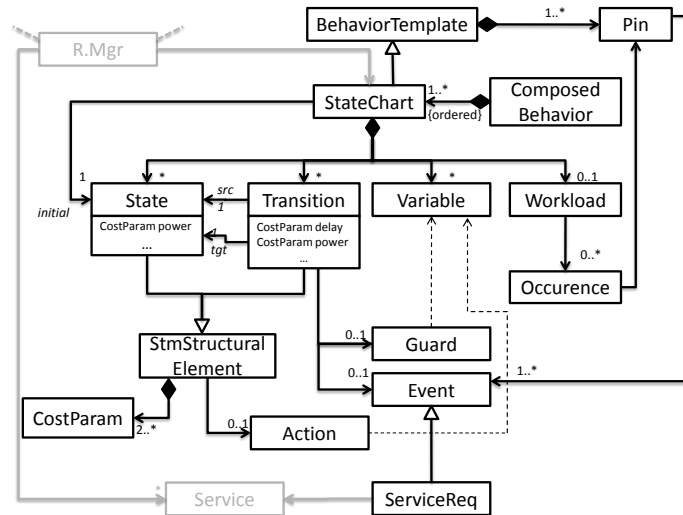 BehaviorTemplate
1..*
Pin
R.Mgr
StateChart
1..*
{ordered}
Composed
Behavior
1
*
*
*
0..1
initial
State
src
1
Transition
Variable
Workload
CostParam power
...
1
tgt
CostParam delay
CostParam power
...
0..*
Occurence
StmStructural
Element
0..1
Guard
0..1
Event
1..*
CostParam
2..*
0..1
Action
*
Service
ServiceReq